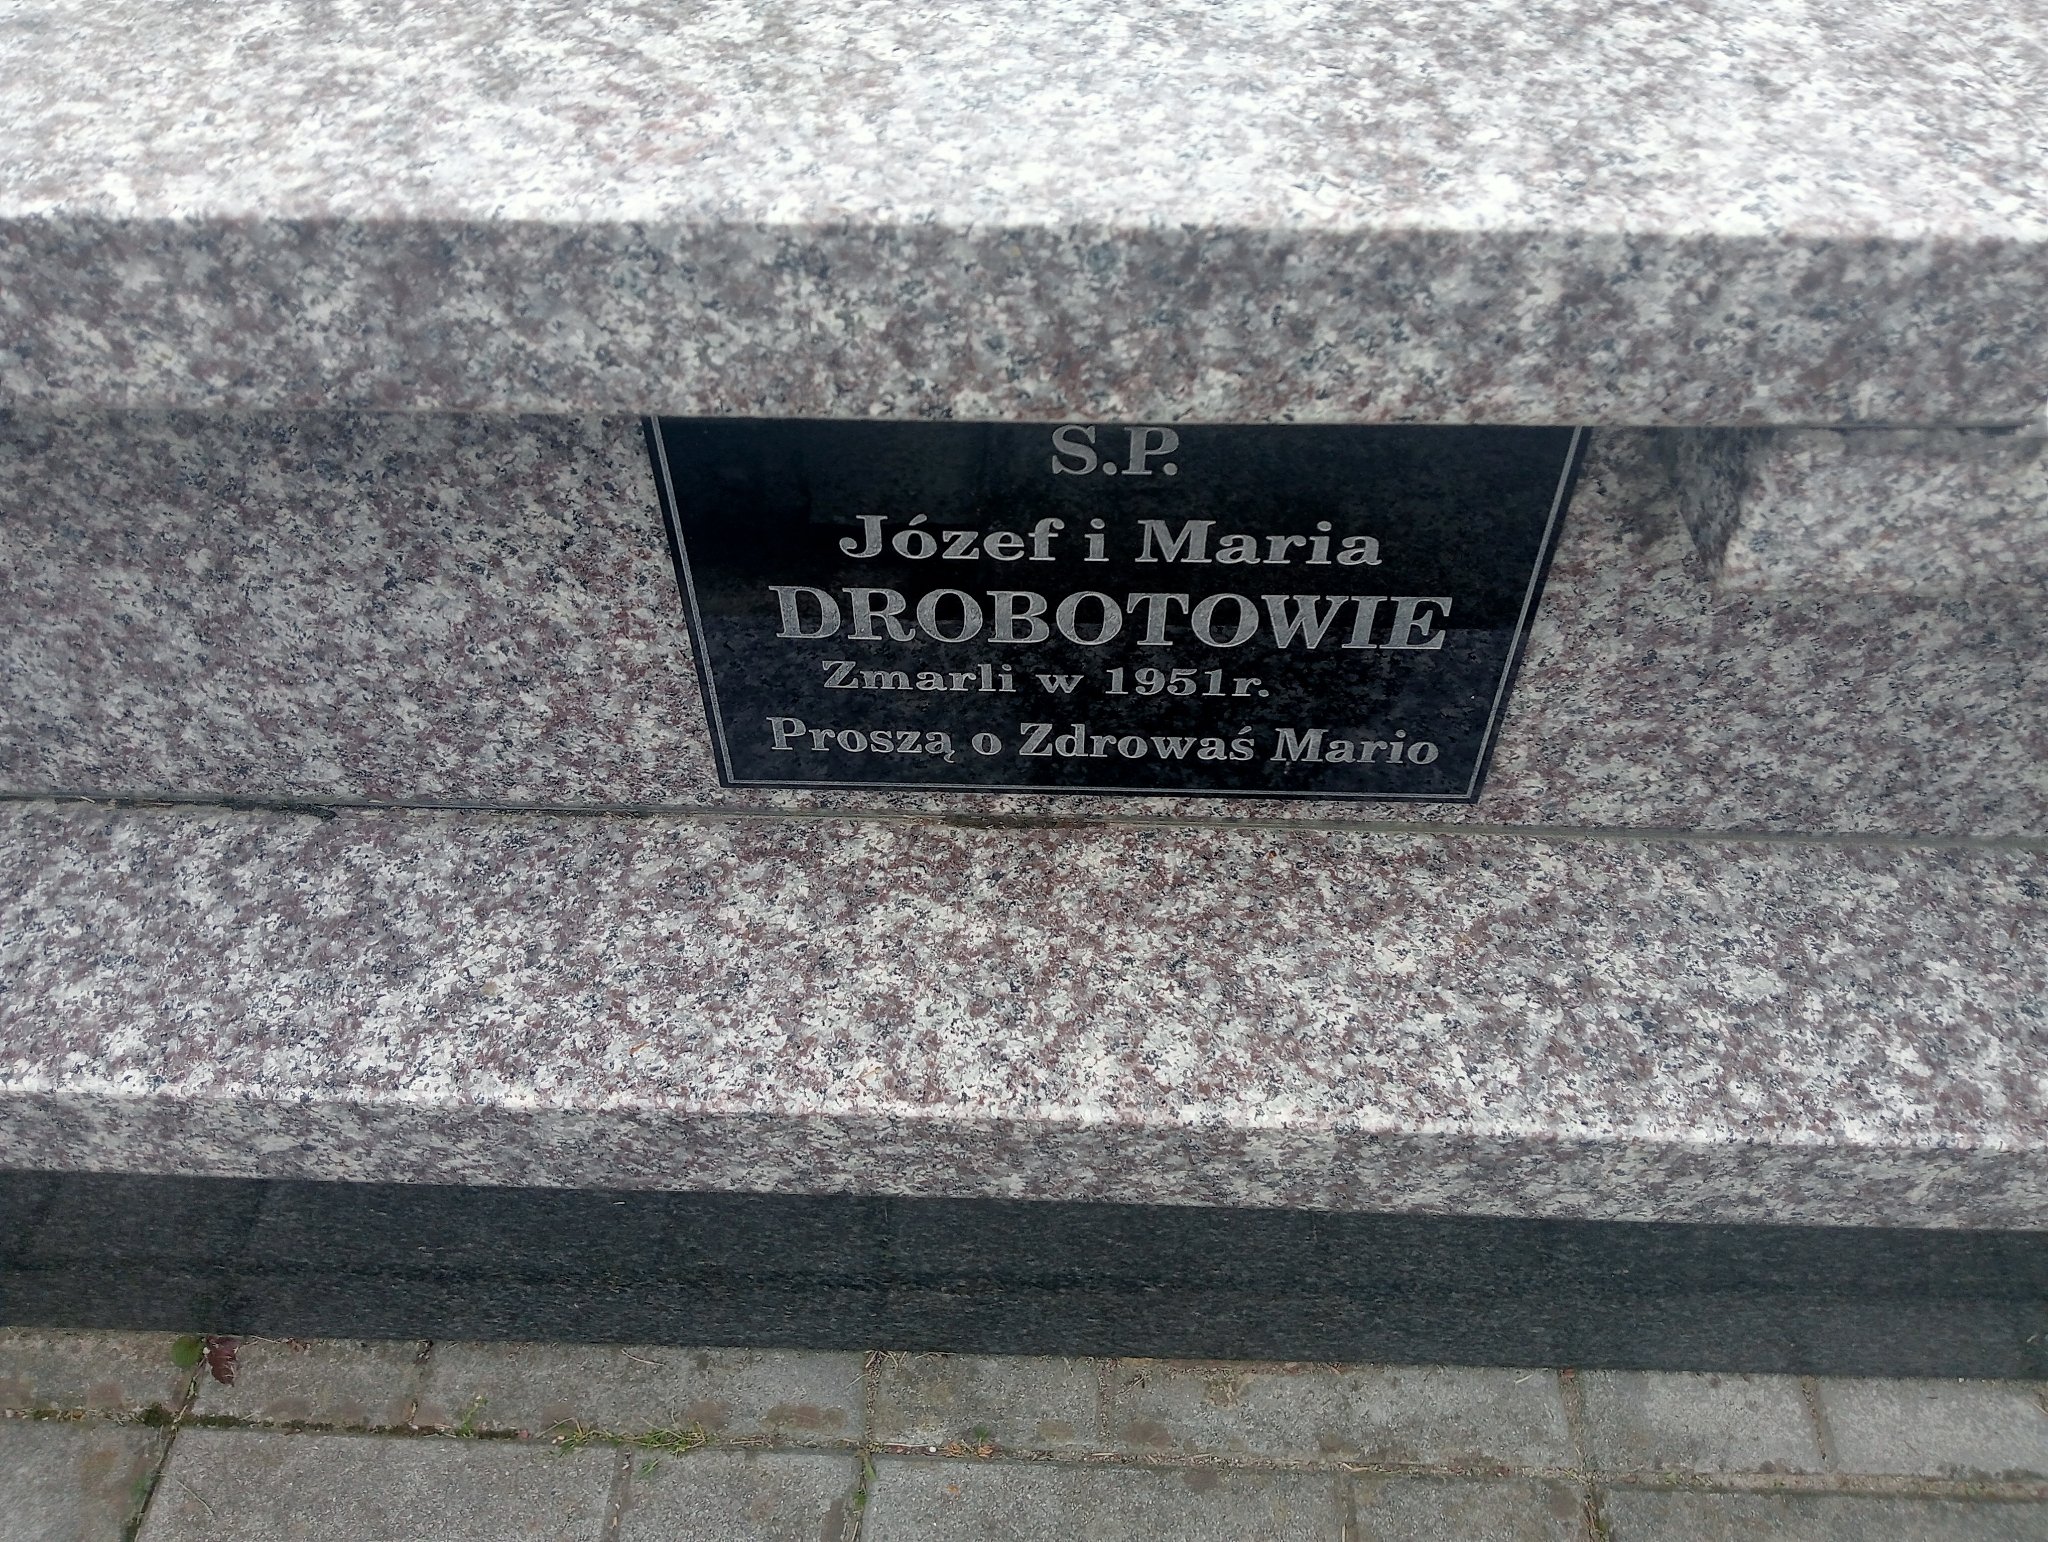 S.P.
Józef i Maria
DROBOTOWIE
Zmarli w 1951r.
Proszą o Zdrowaś Mario